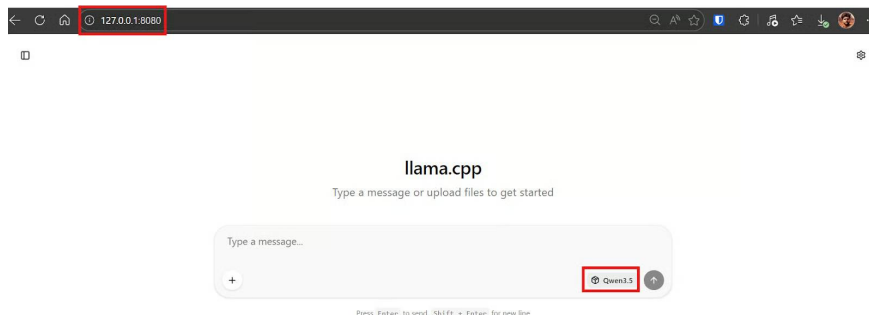 127.0.0.1:8080
llama.cpp
Type a message or upload files to get started
Type a message...
Qwen3.5
Press Enter to send, Shift + Enter for new line